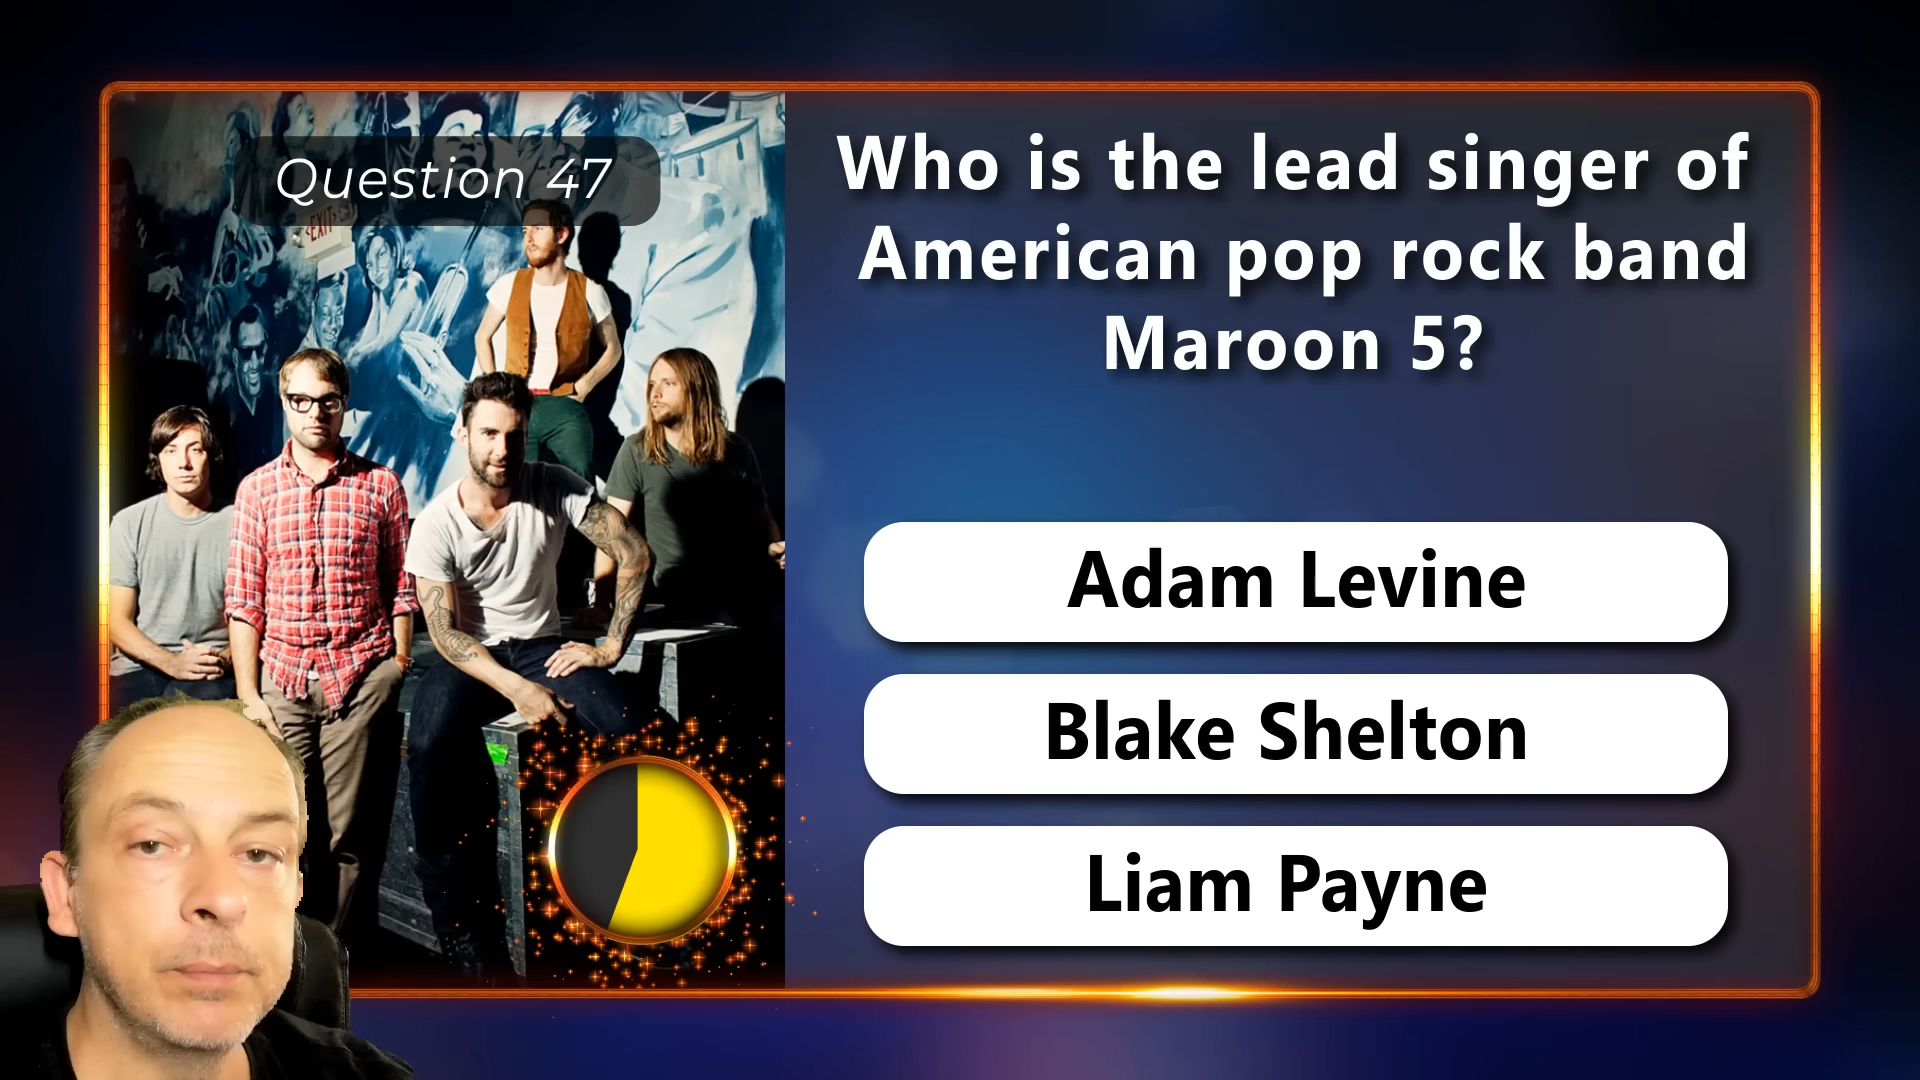 Question 47
EXIT
Who is the lead singer of
American pop rock band
Maroon 5?
Adam Levine
Blake Shelton
Liam Payne